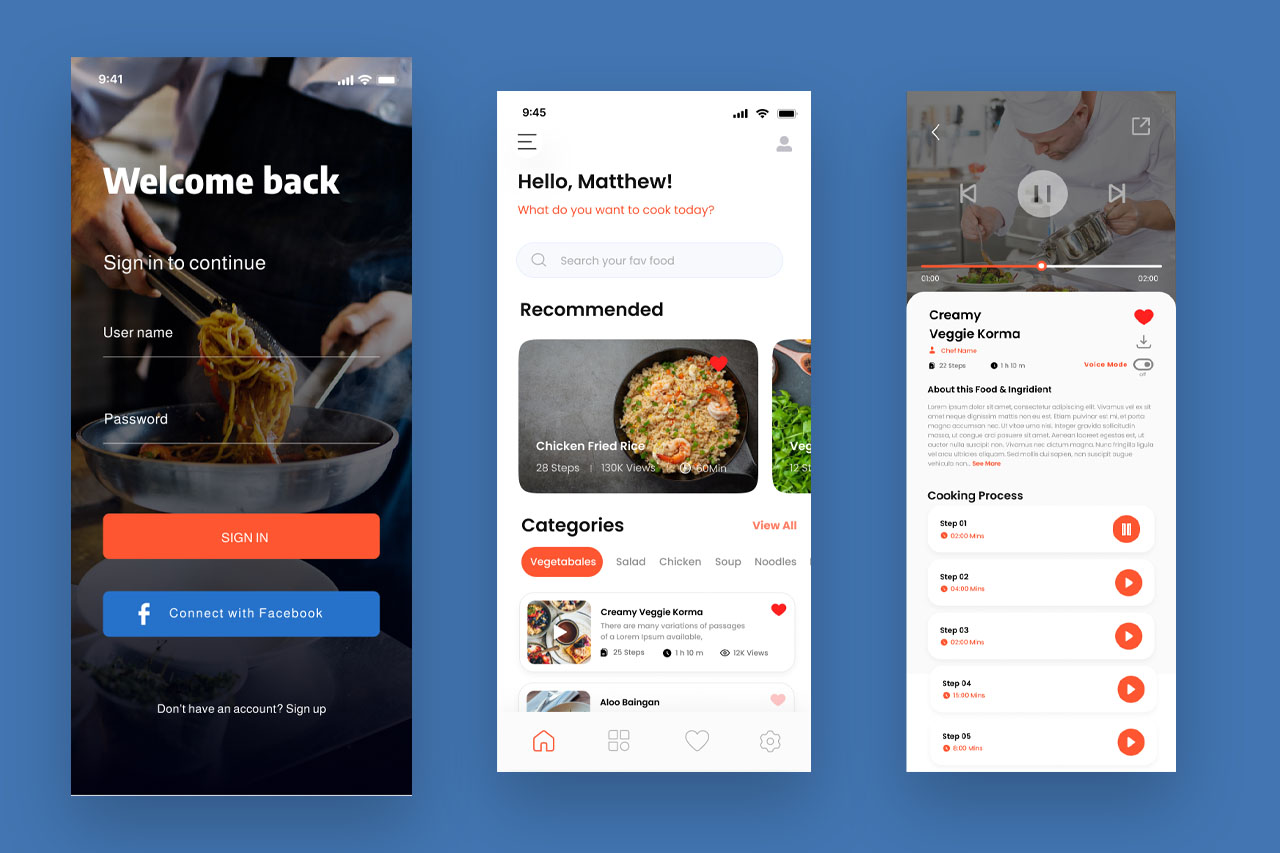 9:41
Welcome back
Sign in to continue
User name
Password
SIGN IN
f
Connect with Facebook
Don't have an account? Sign up
9:45
Hello, Matthew!
What do you want to cook today?
Search your fav food
Recommended
Chicken Fried Rice
28 Steps | 130K Views | 60Min
Veg
12 St
Categories
View All
Vegetabales
Salad
Chicken
Soup
Noodles
Creamy Veggie Korma
There are many variations of passages
of a Lorem Ipsum available,
25 Steps
1 h 10 m
12K Views
Aloo Baingan
01:00
02:00
Creamy
Veggie Korma
Chef Name
22 Steps
1 h 10 m
Voice Mode
off
About this Food & Ingridient
Lorem ipsum dolor sit amet, consectetur adipiscing elit. Vivamus vel ex sit
amet neque dignissim mattis non eu est. Etiam pulvinar est mi, et porta
magna accumsan nec. Ut vitae urna nisi. Integer gravida sollicitudin
massa, ut congue orci posuere sit amet. Aenean laoreet egestas est, ut
auctor nulla suscipit non. Vivamus nec dictum magna. Nunc fringilla ligula
vel arcu ultricies aliquam. Sed mollis dui sapien, non suscipit augue
vehicula non... See More
Cooking Process
Step 01
02:00 Mins
Step 02
04:00 Mins
Step 03
02:00 Mins
Step 04
15:00 Mins
Step 05
8:00 Mins